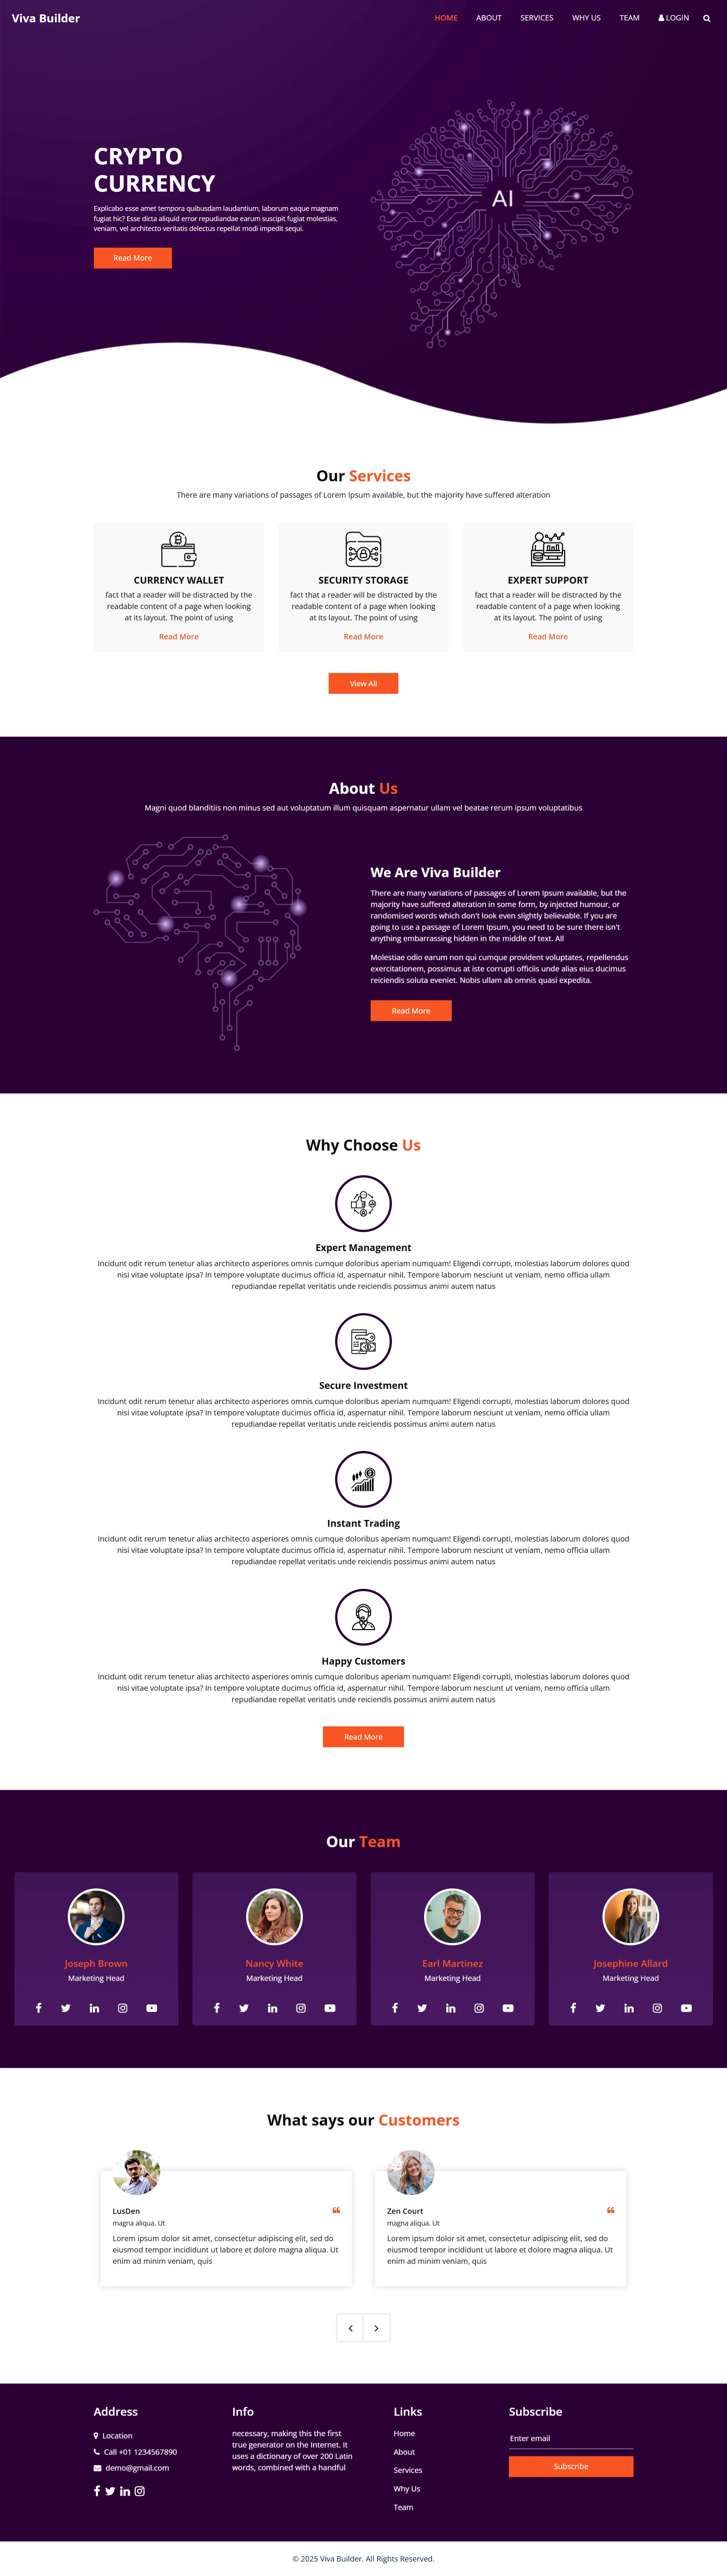 Viva Builder
HOME ABOUT SERVICES WHY US TEAM LOGIN
CRYPTO
CURRENCY
Explicabo esse amet tempora quibusdam laudantium, laborum eaque magnam
fugiat hic? Esse dicta aliquid error repudiandae earum suscipit fugiat molestias,
veniam, vel architecto veritatis delectus repellat modi impedit sequi.
Read More
AI
Our Services
There are many variations of passages of Lorem Ipsum available, but the majority have suffered alteration
CURRENCY WALLET
fact that a reader will be distracted by the
readable content of a page when looking
at its layout. The point of using
Read More
SECURITY STORAGE
fact that a reader will be distracted by the
readable content of a page when looking
at its layout. The point of using
Read More
EXPERT SUPPORT
fact that a reader will be distracted by the
readable content of a page when looking
at its layout. The point of using
Read More
View All
About Us
Magni quod blanditiis non minus sed aut voluptatum illum quisquam aspernatur ullam vel beatae rerum ipsum voluptatibus
We Are Viva Builder
There are many variations of passages of Lorem Ipsum available, but the
majority have suffered alteration in some form, by injected humour, or
randomised words which don't look even slightly believable. If you are
going to use a passage of Lorem Ipsum, you need to be sure there isn't
anything embarrassing hidden in the middle of text. All
Molestiae odio earum non qui cumque provident voluptates, repellendus
exercitationem, possimus at iste corrupti officiis unde alias eius ducimus
reiciendis soluta eveniet. Nobis ullam ab omnis quasi expedita.
Read More
Why Choose Us
Expert Management
Incidunt odit rerum tenetur alias architecto asperiores omnis cumque doloribus aperiam numquam! Eligendi corrupti, molestias laborum dolores quod
nisi vitae voluptate ipsa? In tempore voluptate ducimus officia id, aspernatur nihil. Tempore laborum nesciunt ut veniam, nemo officia ullam
repudiandae repellat veritatis unde reiciendis possimus animi autem natus
Secure Investment
Incidunt odit rerum tenetur alias architecto asperiores omnis cumque doloribus aperiam numquam! Eligendi corrupti, molestias laborum dolores quod
nisi vitae voluptate ipsa? In tempore voluptate ducimus officia id, aspernatur nihil. Tempore laborum nesciunt ut veniam, nemo officia ullam
repudiandae repellat veritatis unde reiciendis possimus animi autem natus
Instant Trading
Incidunt odit rerum tenetur alias architecto asperiores omnis cumque doloribus aperiam numquam! Eligendi corrupti, molestias laborum dolores quod
nisi vitae voluptate ipsa? In tempore voluptate ducimus officia id, aspernatur nihil. Tempore laborum nesciunt ut veniam, nemo officia ullam
repudiandae repellat veritatis unde reiciendis possimus animi autem natus
Happy Customers
Incidunt odit rerum tenetur alias architecto asperiores omnis cumque doloribus aperiam numquam! Eligendi corrupti, molestias laborum dolores quod
nisi vitae voluptate ipsa? In tempore voluptate ducimus officia id, aspernatur nihil. Tempore laborum nesciunt ut veniam, nemo officia ullam
repudiandae repellat veritatis unde reiciendis possimus animi autem natus
Read More
Our Team
Joseph Brown
Marketing Head
Nancy White
Marketing Head
Earl Martinez
Marketing Head
Josephine Allard
Marketing Head
What says our Customers
LusDen
magna aliqua. Ut
Lorem ipsum dolor sit amet, consectetur adipiscing elit, sed do
eiusmod tempor incididunt ut labore et dolore magna aliqua. Ut
enim ad minim veniam, quis
Zen Court
magna aliqua. Ut
Lorem ipsum dolor sit amet, consectetur adipiscing elit, sed do
eiusmod tempor incididunt ut labore et dolore magna aliqua. Ut
enim ad minim veniam, quis
Address
Location
Call +01 1234567890
demo@gmail.com
Info
necessary, making this the first
true generator on the Internet. It
uses a dictionary of over 200 Latin
words, combined with a handful
Links
Home
About
Services
Why Us
Team
Subscribe
Enter email
Subscribe
© 2025 Viva Builder. All Rights Reserved.